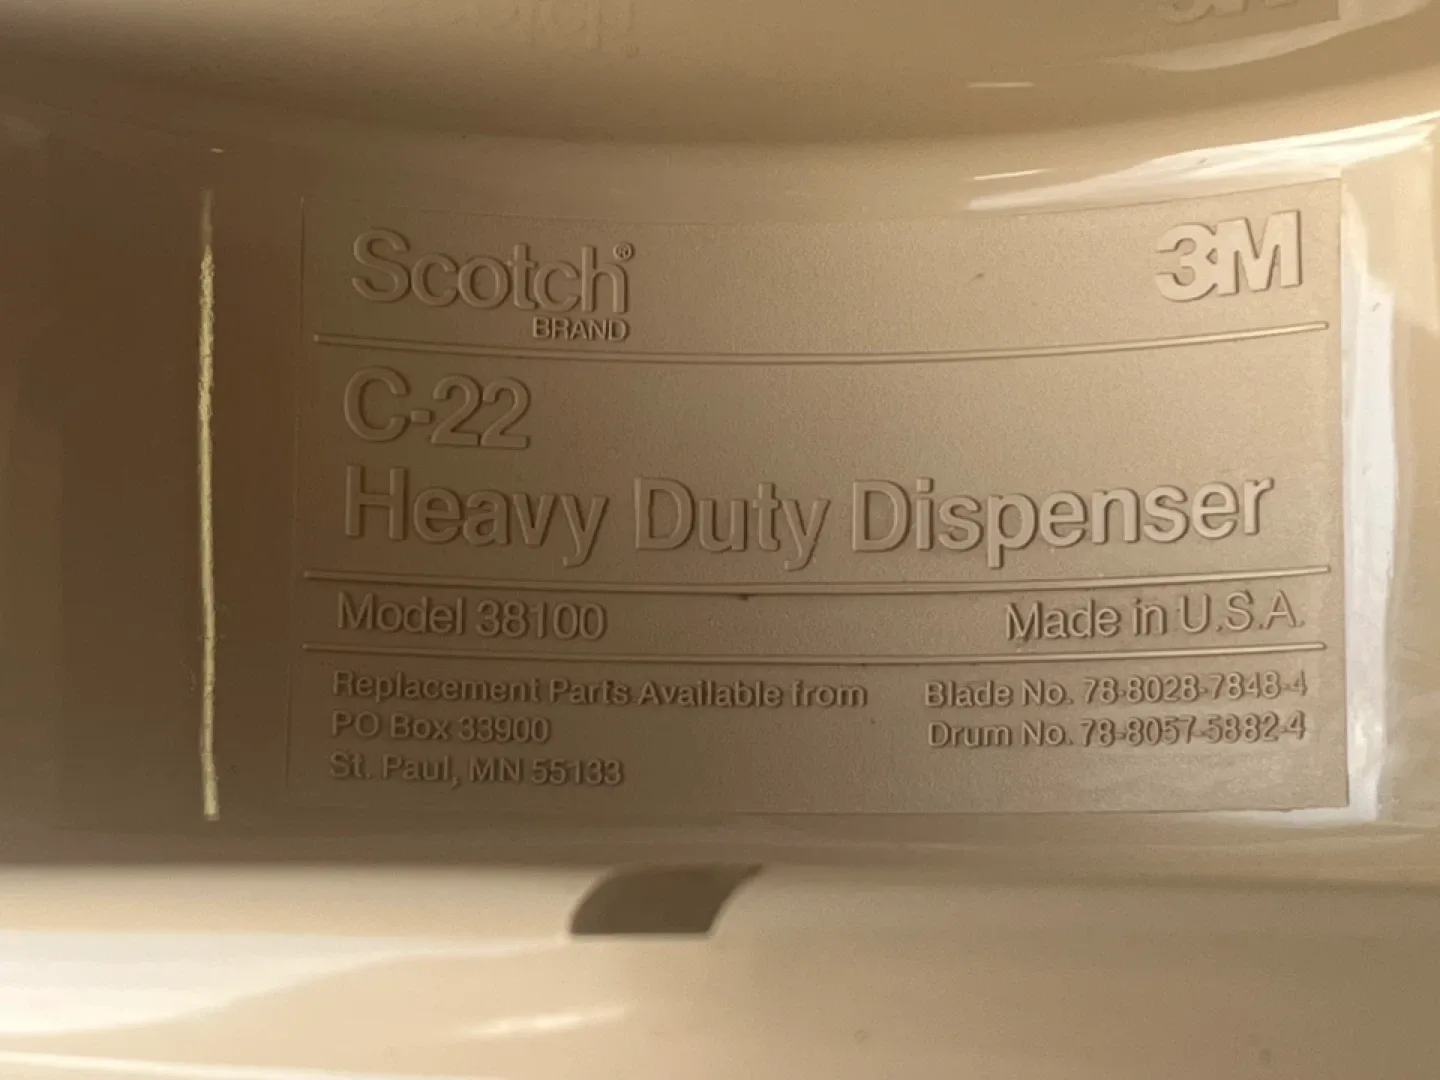 Scotch® 3M
BRAND
C-22
Heavy Duty Dispenser
Model 38100 Made in U.S.A.
Replacement Parts Available from Blade No. 78-8028-7848-4
PO Box 33900 Drum No. 78-8057-5882-4
St. Paul, MN 55133